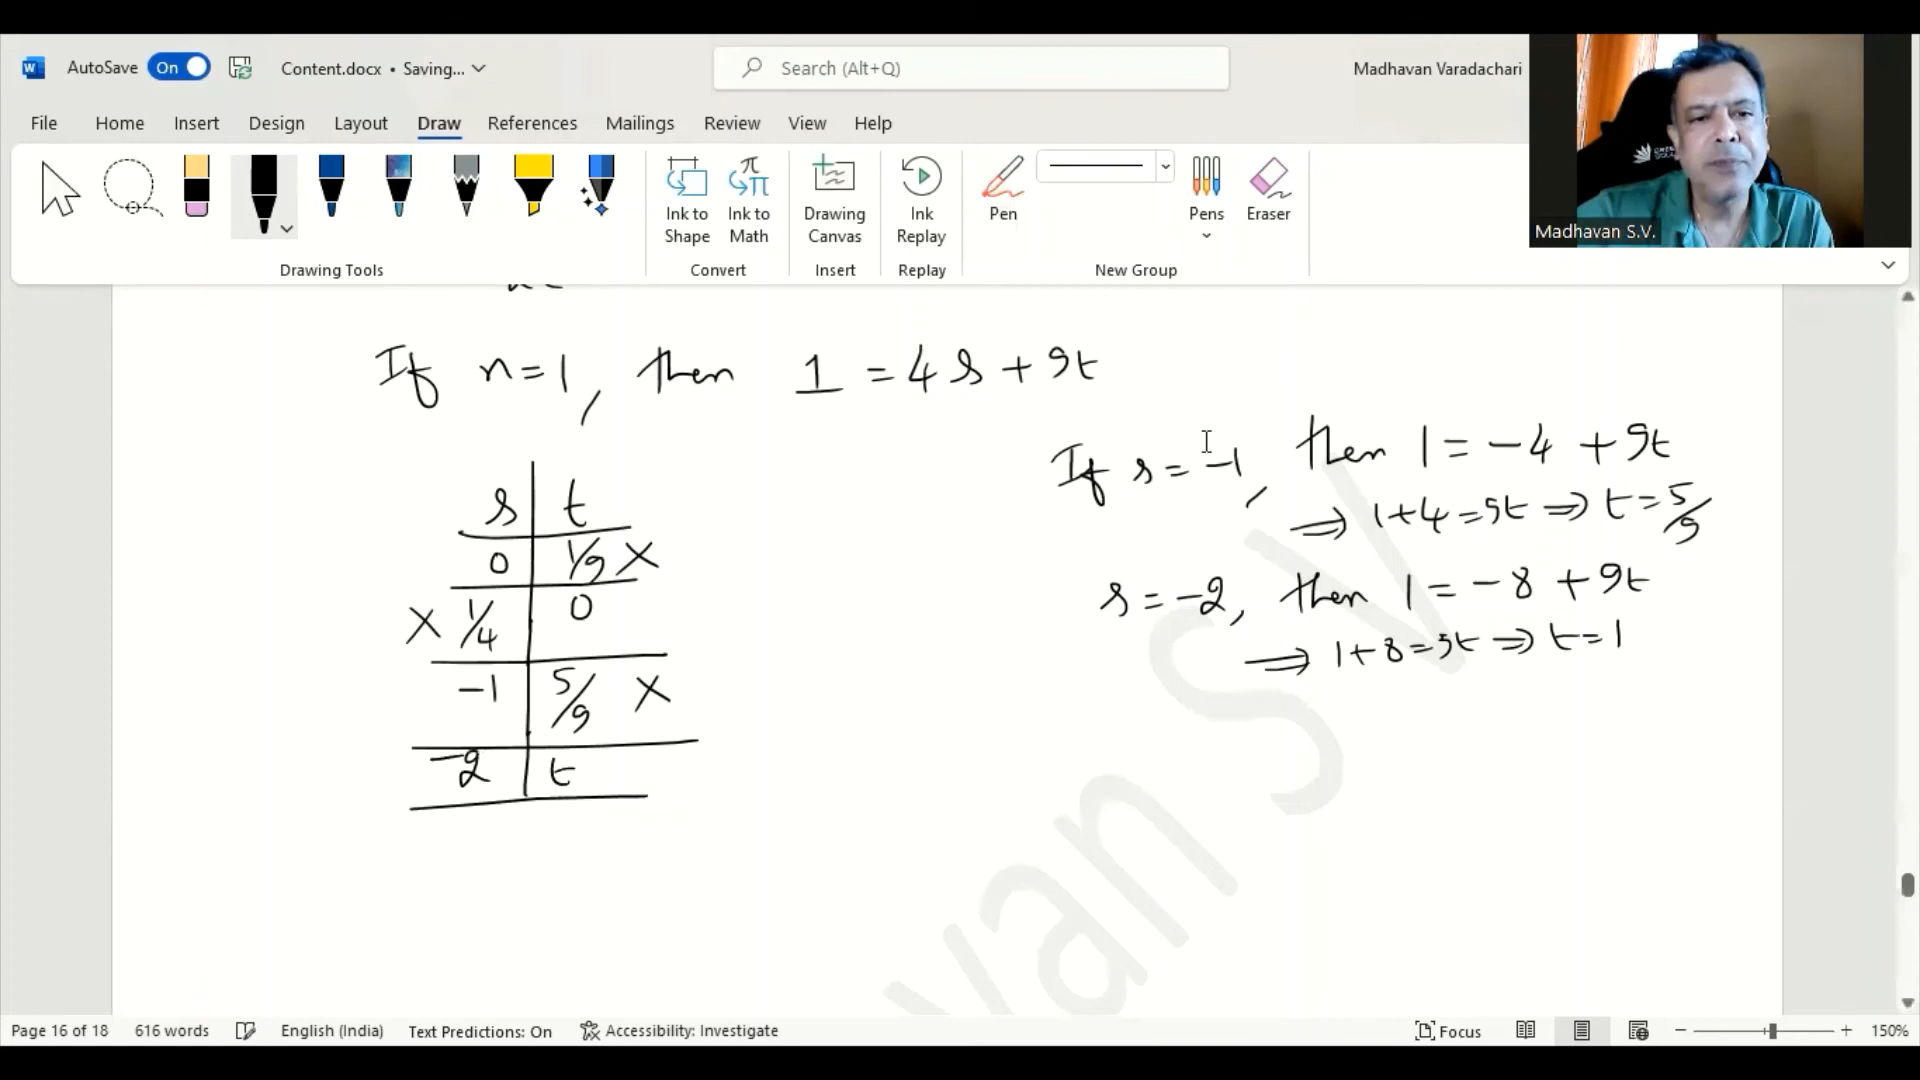 AutoSave On Content.docx • Saving... Search (Alt+Q) Madhavan Varadachari
File Home Insert Design Layout Draw References Mailings Review View Help
Ink to Shape Ink to Math Drawing Canvas Ink Replay Pen Pens Eraser
Drawing Tools Convert Insert Replay New Group
Madhavan S.V.
If n=1, then 1 = 4s + 9t
s t
0 1/9 X
X 1/4 0
-1 5/9 X
-2 t
If s = -1, then 1 = -4 + 9t
⇒ 1+4 = 9t ⇒ t = 5/9
s = -2, then 1 = -8 + 9t
⇒ 1+8 = 9t ⇒ t = 1
van S V
Page 16 of 18 616 words English (India) Text Predictions: On Accessibility: Investigate Focus 150%